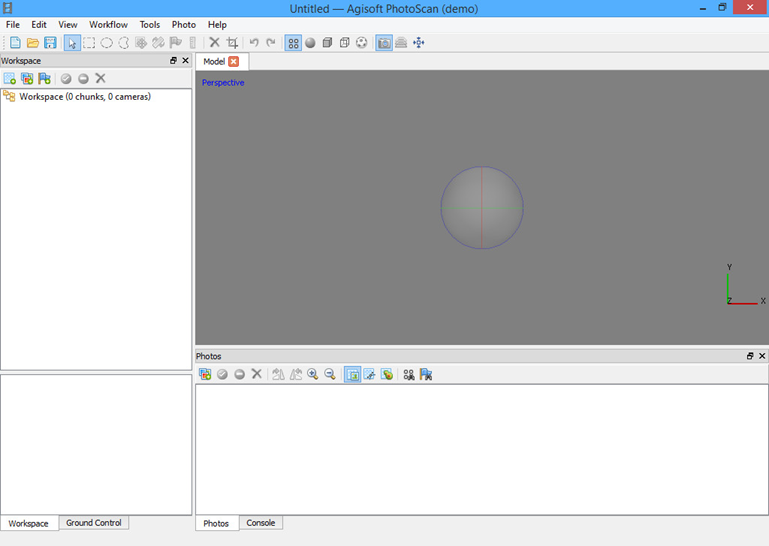 Untitled — Agisoft PhotoScan (demo)
File Edit View Workflow Tools Photo Help
Workspace
Model
Workspace (0 chunks, 0 cameras)
Perspective
Y
Z X
Photos
Workspace Ground Control
Photos Console